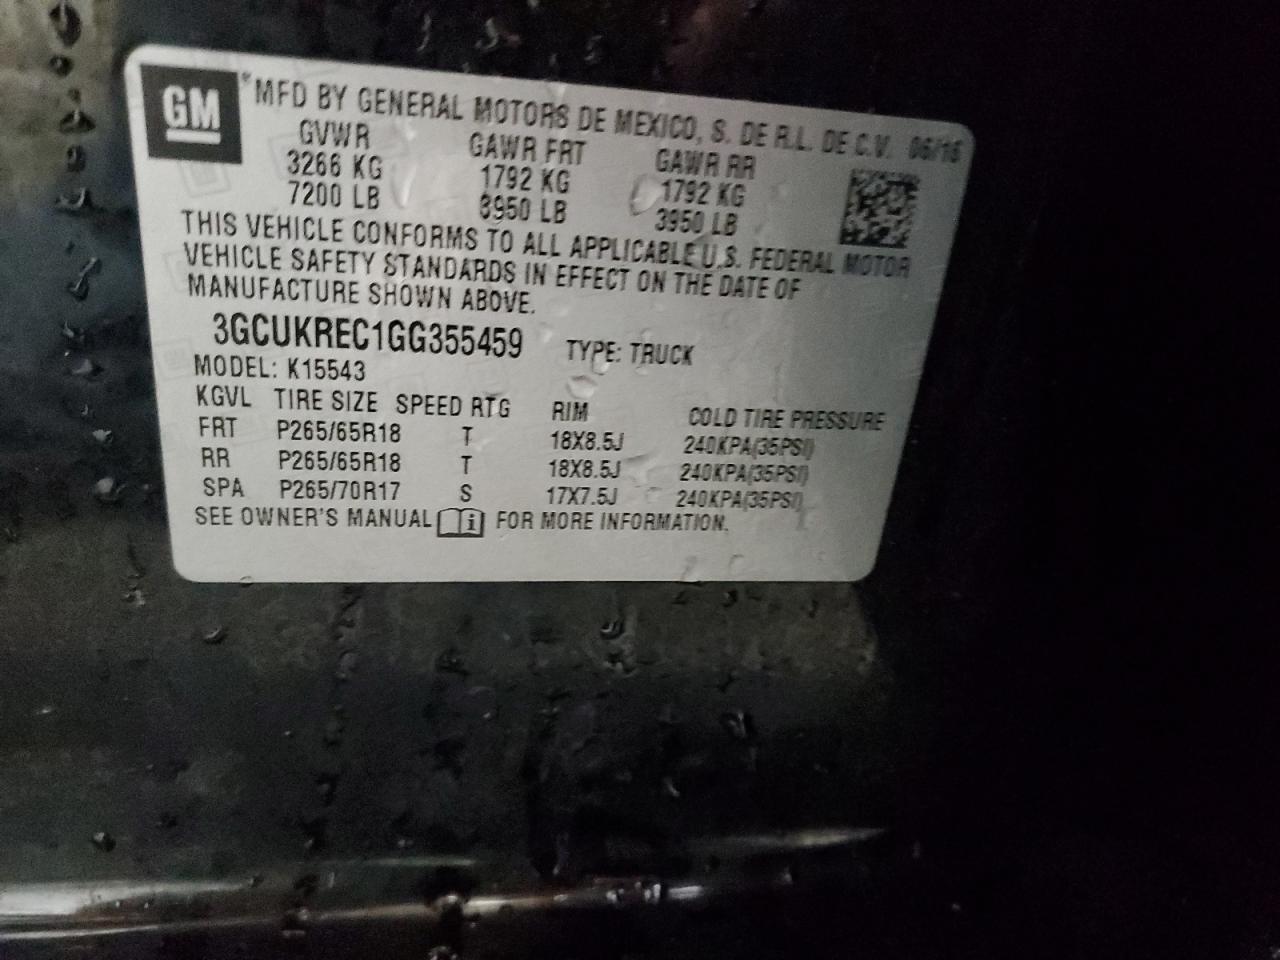 GM
*MFD BY GENERAL MOTORS DE MEXICO, S. DE R.L. DE C.V. 06/16
GVWR GAWR FRT GAWR RR
3266 KG 1792 KG 1792 KG
7200 LB 3950 LB 3950 LB
THIS VEHICLE CONFORMS TO ALL APPLICABLE U.S. FEDERAL MOTOR
VEHICLE SAFETY STANDARDS IN EFFECT ON THE DATE OF
MANUFACTURE SHOWN ABOVE.
3GCUKREC1GG355459 TYPE: TRUCK
MODEL: K15543
KGVL TIRE SIZE SPEED RTG RIM COLD TIRE PRESSURE
FRT P265/65R18 T 18X8.5J 240KPA(35PSI)
RR P265/65R18 T 18X8.5J 240KPA(35PSI)
SPA P265/70R17 S 17X7.5J 240KPA(35PSI)
SEE OWNER'S MANUAL i FOR MORE INFORMATION.